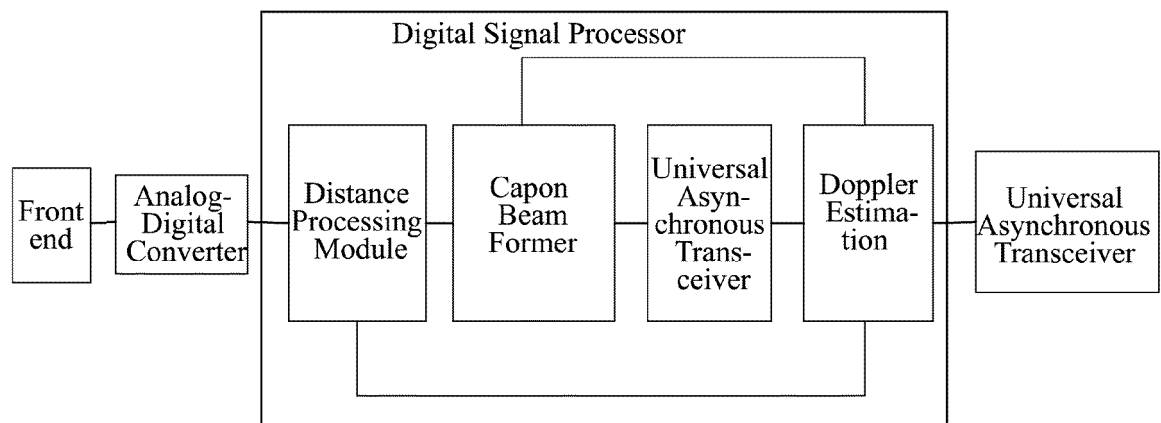 Digital Signal Processor
Front
end
Analog-
Digital
Converter
Distance
Processing
Module
Capon
Beam
Former
Universal
Asyn-
chronous
Trans-
ceiver
Doppler
Estima-
tion
Universal
Asynchronous
Transceiver